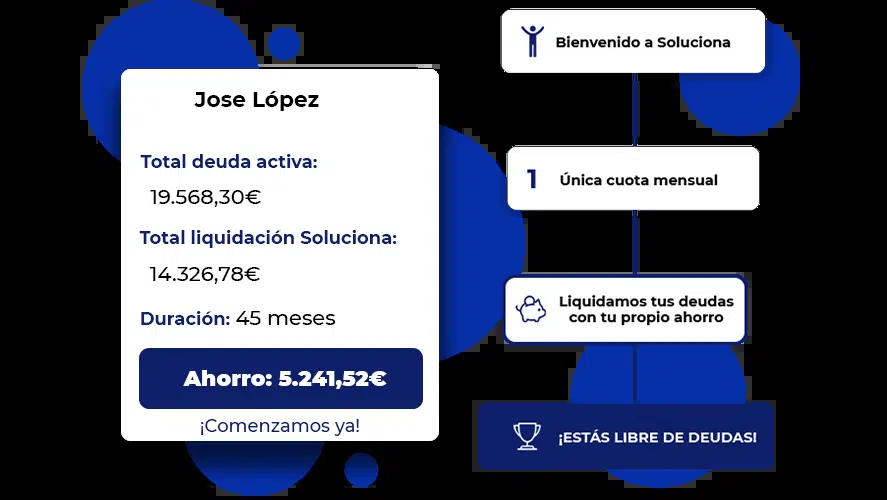 Jose López
Total deuda activa:
19.568,30€
Total liquidación Soluciona:
14.326,78€
Duración: 45 meses
Ahorro: 5.241,52€
¡Comenzamos ya!
Bienvenido a Soluciona
1 Única cuota mensual
Liquidamos tus deudas
con tu propio ahorro
¡ESTÁS LIBRE DE DEUDAS!